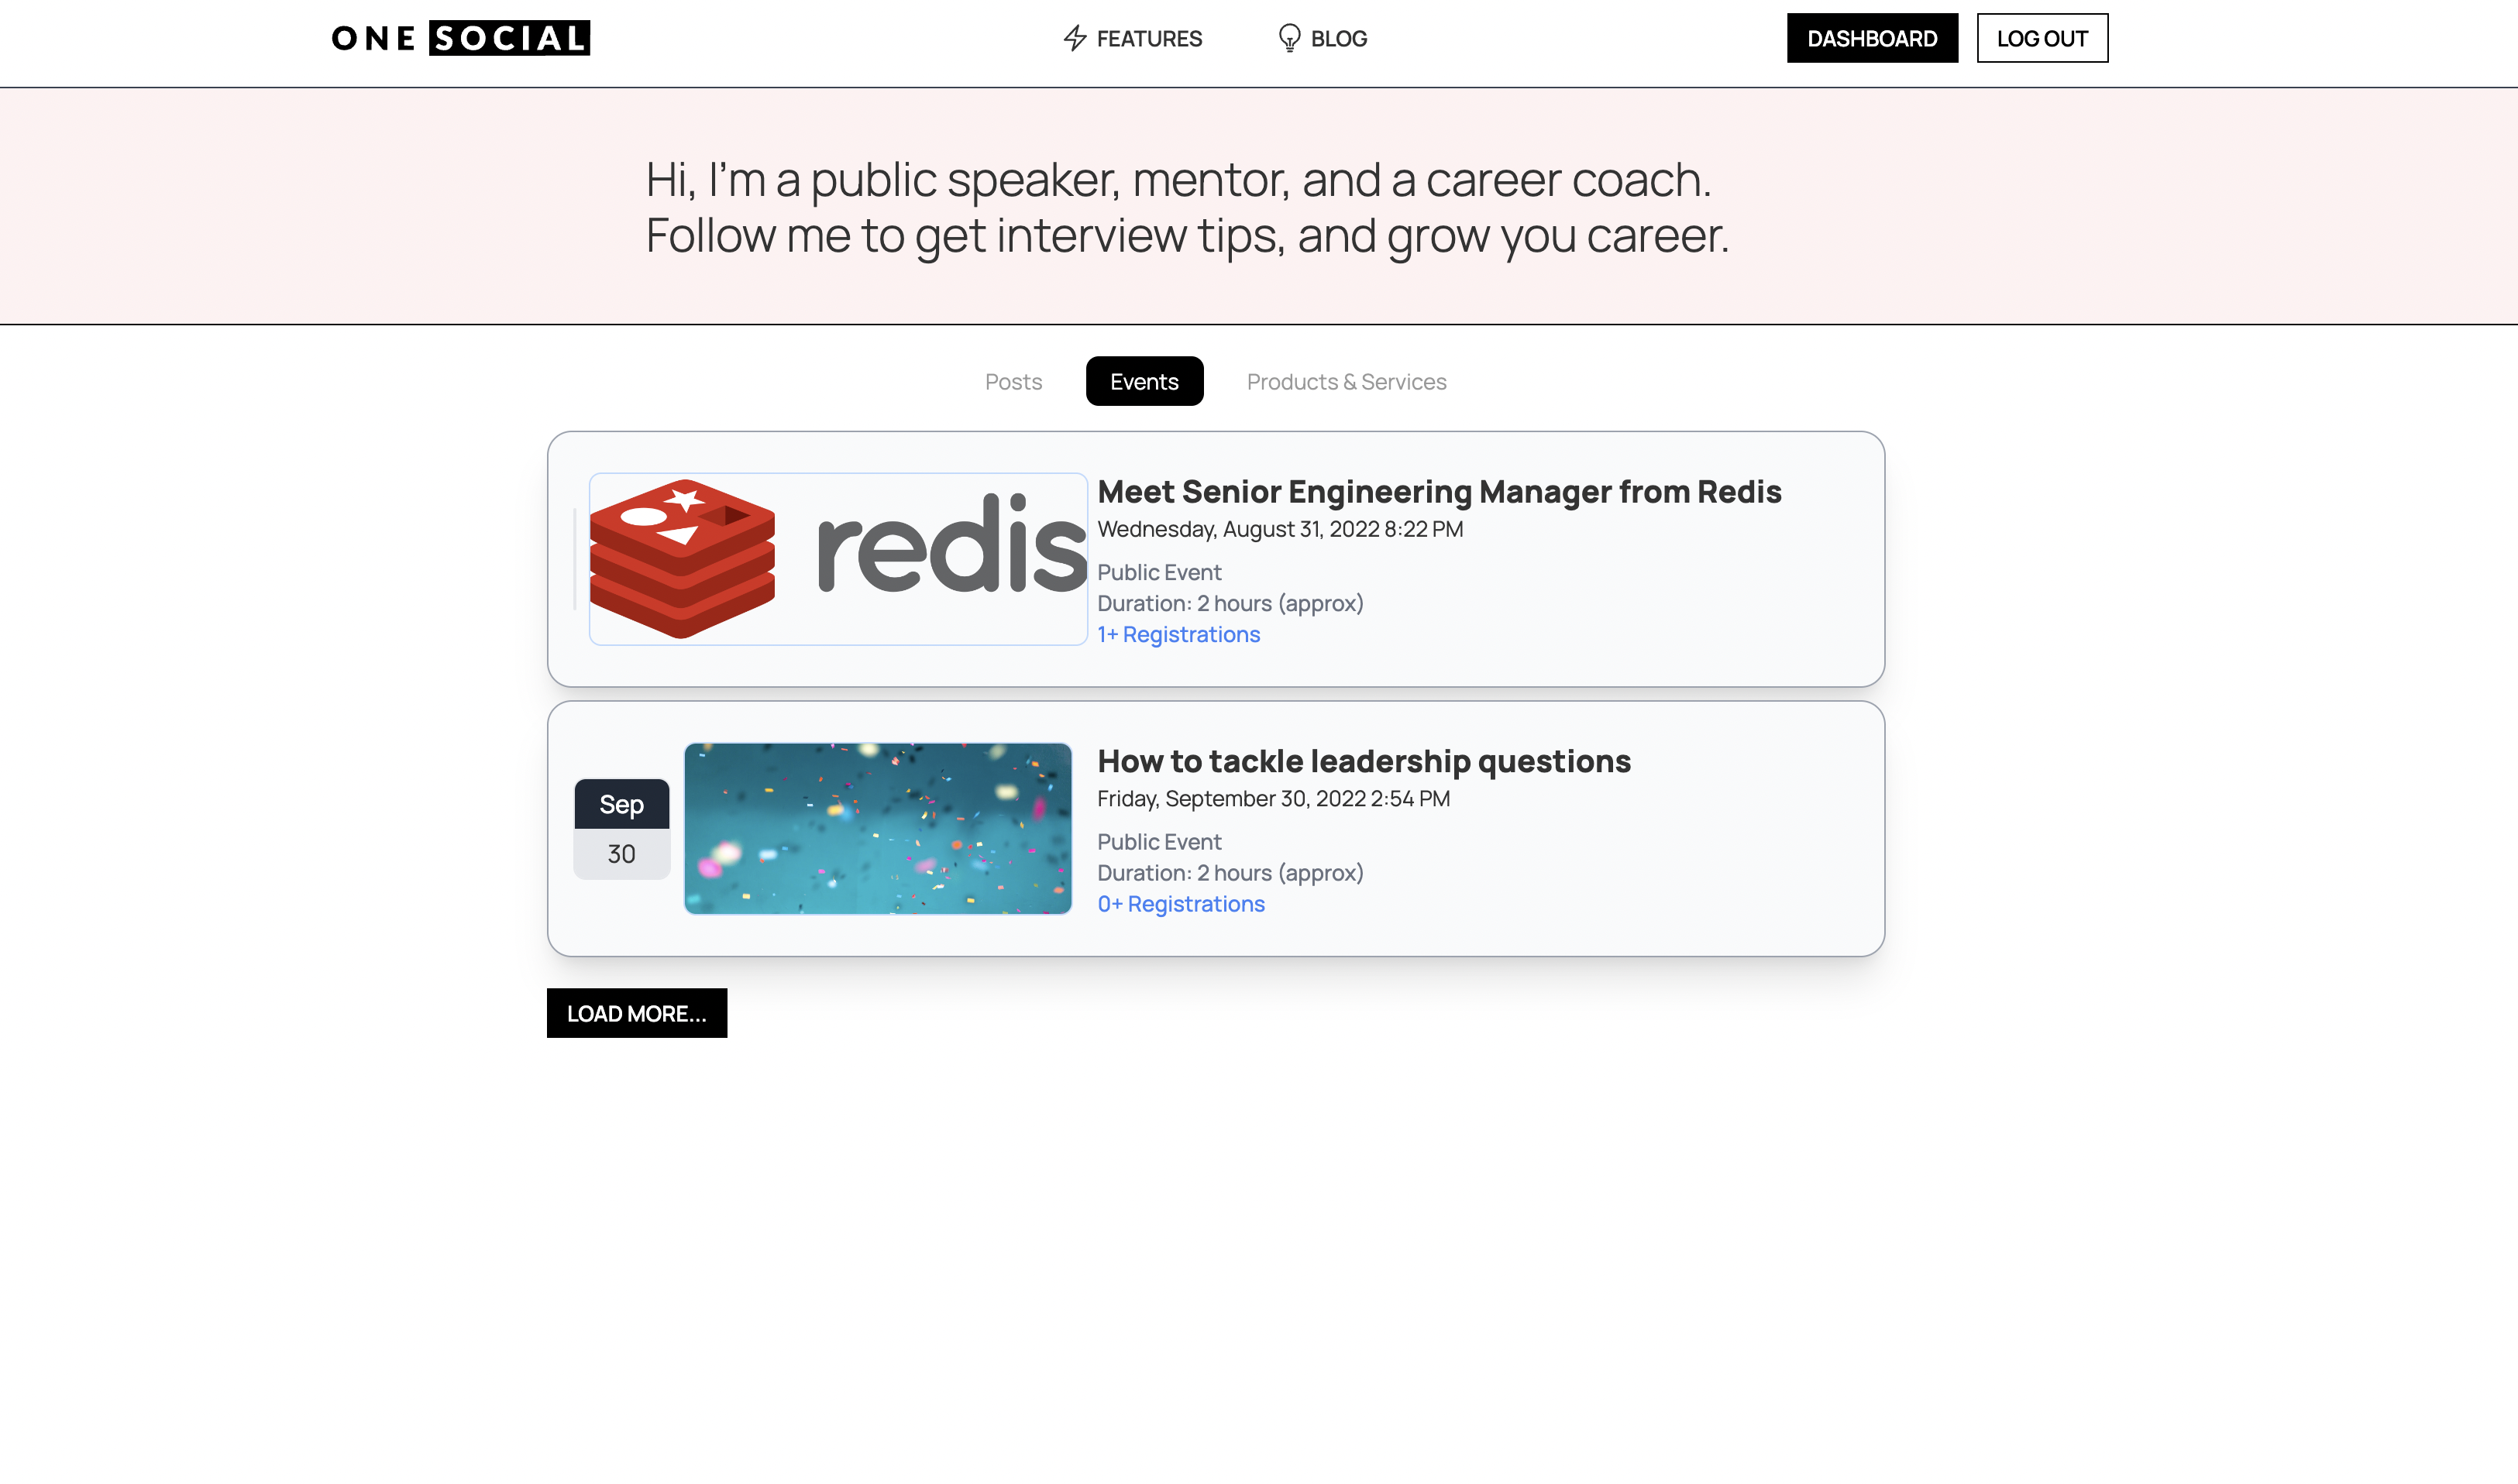 ONE SOCIAL
FEATURES
BLOG
DASHBOARD
LOG OUT
Hi, I'm a public speaker, mentor, and a career coach.
Follow me to get interview tips, and grow you career.
Posts
Events
Products & Services
redis
Meet Senior Engineering Manager from Redis
Wednesday, August 31, 2022 8:22 PM
Public Event
Duration: 2 hours (approx)
1+ Registrations
Sep
30
How to tackle leadership questions
Friday, September 30, 2022 2:54 PM
Public Event
Duration: 2 hours (approx)
0+ Registrations
LOAD MORE...